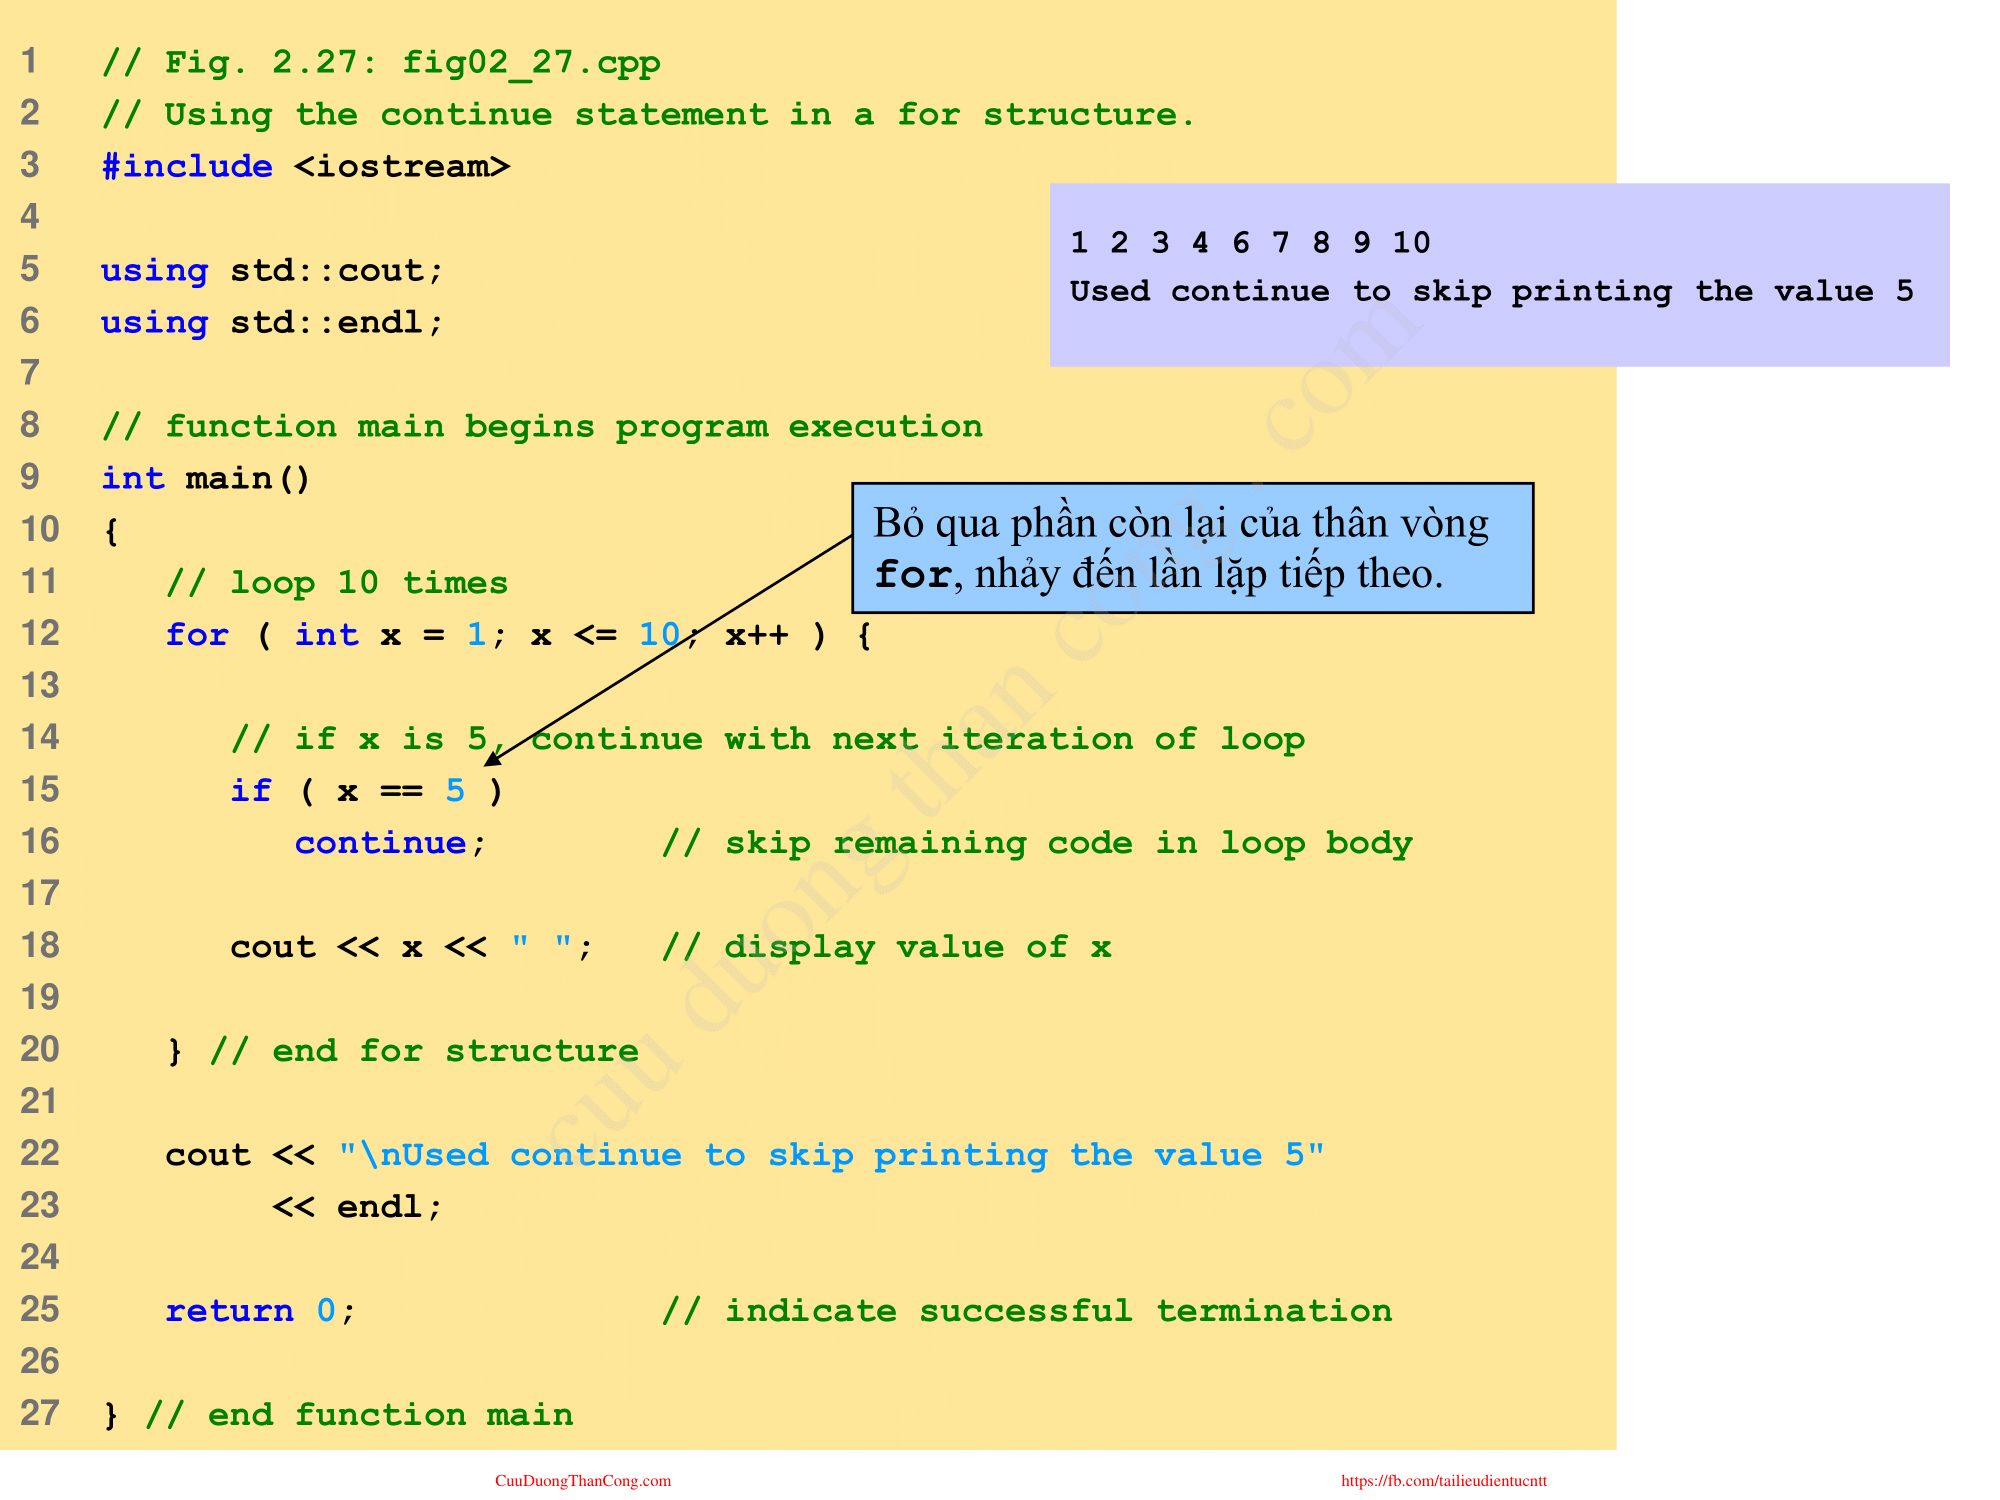 1 // Fig. 2.27: fig02_27.cpp
2 // Using the continue statement in a for structure.
3 #include <iostream>
4
5 using std::cout;
6 using std::endl;
7
8 // function main begins program execution
9 int main()
10 {
11 // loop 10 times
12 for ( int x = 1; x <= 10; x++ ) {
13
14 // if x is 5, continue with next iteration of loop
15 if ( x == 5 )
16 continue; // skip remaining code in loop body
17
18 cout << x << " "; // display value of x
19
20 } // end for structure
21
22 cout << "\nUsed continue to skip printing the value 5"
23 << endl;
24
25 return 0; // indicate successful termination
26
27 } // end function main
1 2 3 4 6 7 8 9 10
Used continue to skip printing the value 5
Bỏ qua phần còn lại của thân vòng
for, nhảy đến lần lặp tiếp theo.
cuu duong than cong . com
CuuDuongThanCong.com
https://fb.com/tailieudientucntt